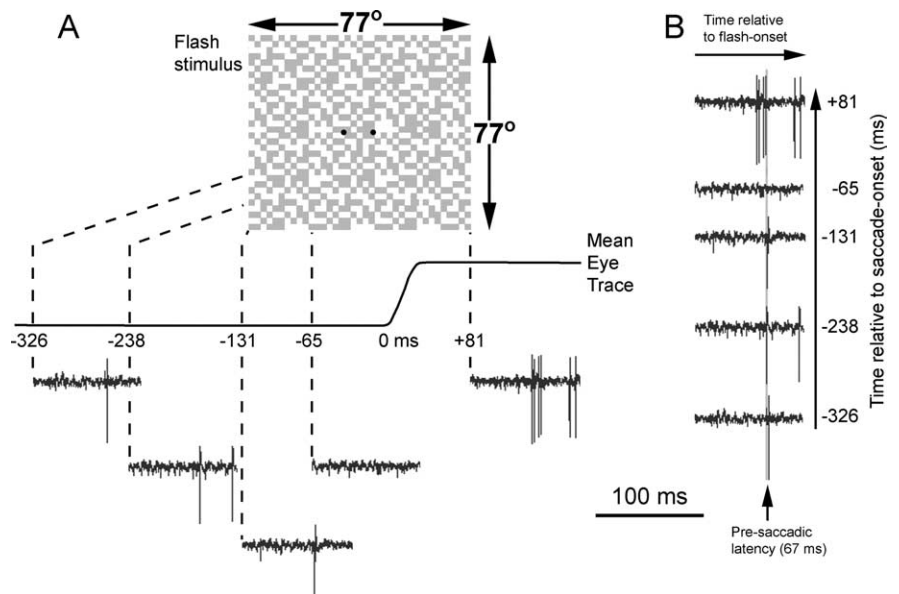 A
77°
Flash
stimulus
77°
Mean
Eye
Trace
-326
-238
-131
-65
0 ms
+81
100 ms
B
Time relative
to flash-onset
+81
-65
-131
-238
-326
Time relative to saccade-onset (ms)
Pre-saccadic
latency (67 ms)